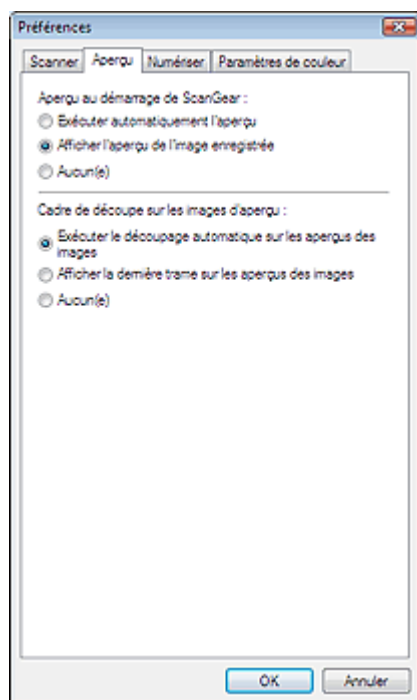 Préférences
Scanner Aperçu Numériser Paramètres de couleur
Aperçu au démarrage de ScanGear :
Exécuter automatiquement l'aperçu
Afficher l'aperçu de l'image enregistrée
Aucun(e)
Cadre de découpe sur les images d'aperçu :
Exécuter le découpage automatique sur les aperçus des
images
Afficher la dernière trame sur les aperçus des images
Aucun(e)
OK Annuler